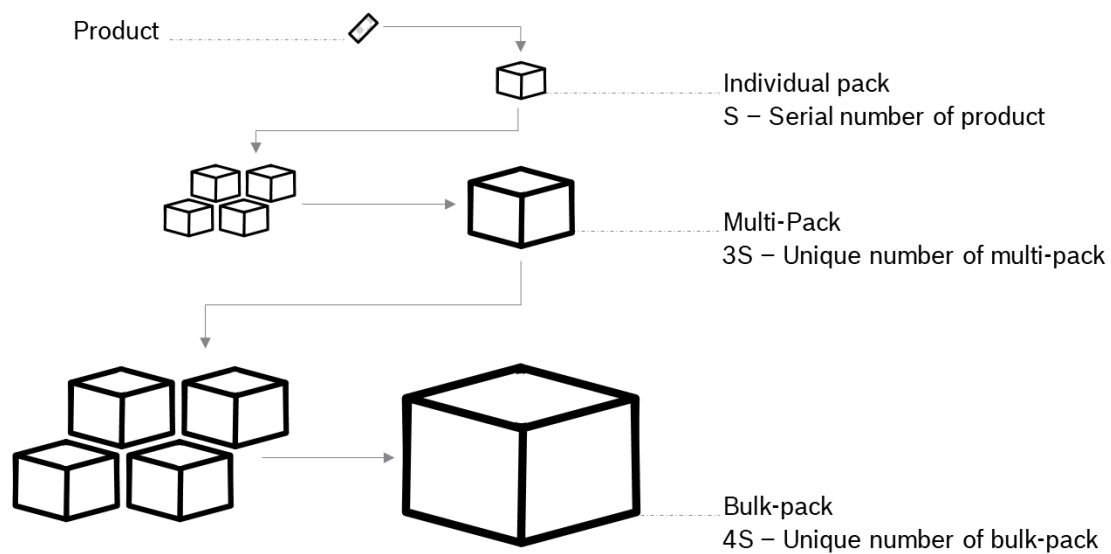 Product
Individual pack
S – Serial number of product
Multi-Pack
3S – Unique number of multi-pack
Bulk-pack
4S – Unique number of bulk-pack